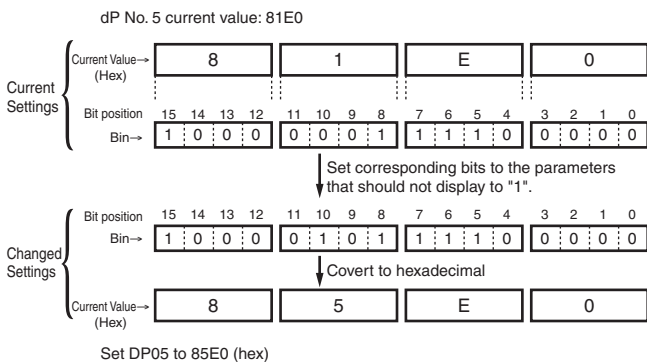 dP No. 5 current value: 81E0
Current Value→ 8 1 E 0
(Hex)
Current
Settings
Bit position 15 14 13 12 11 10 9 8 7 6 5 4 3 2 1 0
Bin→ 1 0 0 0 0 0 0 1 1 1 1 0 0 0 0 0
Set corresponding bits to the parameters
that should not display to "1".
Bit position 15 14 13 12 11 10 9 8 7 6 5 4 3 2 1 0
Bin→ 1 0 0 0 0 1 0 1 1 1 1 0 0 0 0 0
Changed
Settings
Covert to hexadecimal
Current Value→ 8 5 E 0
(Hex)
Set DP05 to 85E0 (hex)